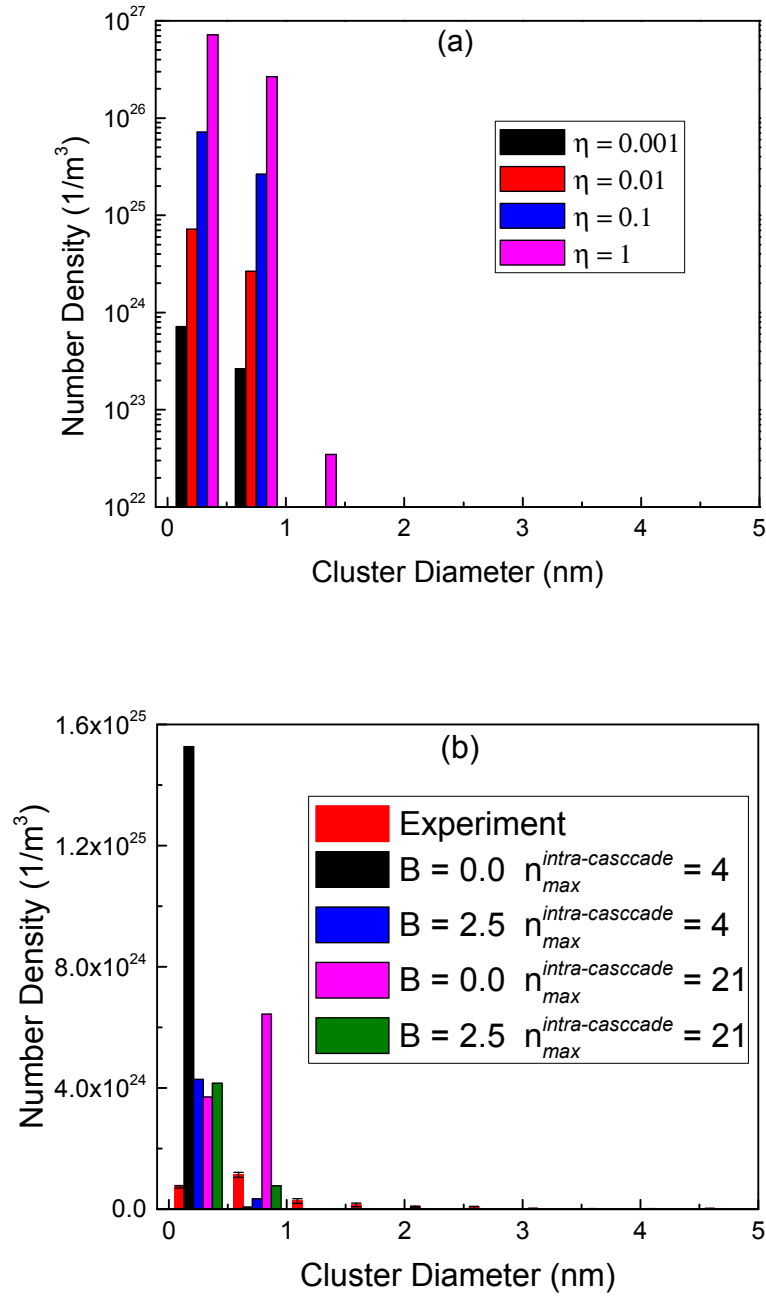 (a)
10^27
10^26
10^25
10^24
10^23
10^22
Number Density (1/m^3)
η = 0.001
η = 0.01
η = 0.1
η = 1
0 1 2 3 4 5
Cluster Diameter (nm)
(b)
1.6x10^25
1.2x10^25
8.0x10^24
4.0x10^24
0.0
Number Density (1/m^3)
Experiment
B = 0.0 n_max^intra-casccade = 4
B = 2.5 n_max^intra-casccade = 4
B = 0.0 n_max^intra-casccade = 21
B = 2.5 n_max^intra-casccade = 21
0 1 2 3 4 5
Cluster Diameter (nm)